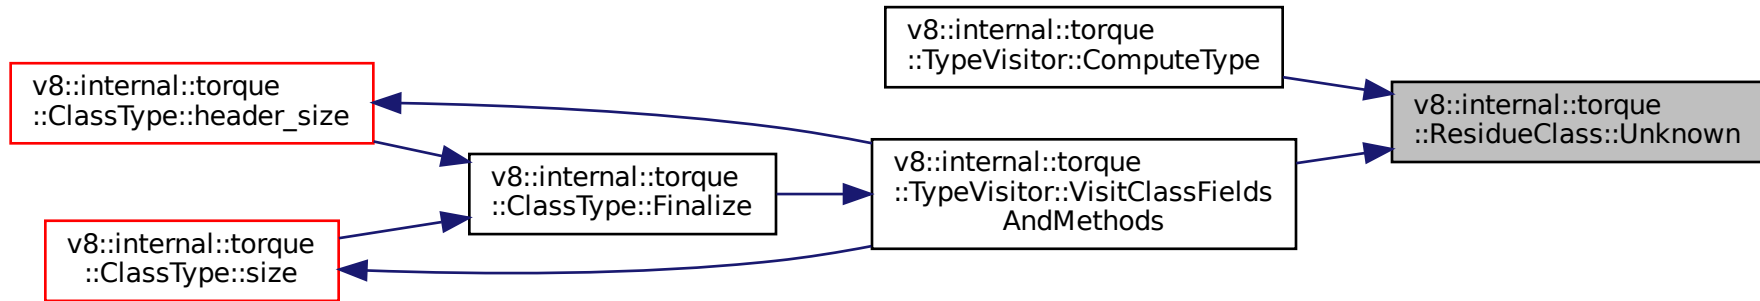 v8::internal::torque
::TypeVisitor::ComputeType
v8::internal::torque
::ClassType::header_size
v8::internal::torque
::ResidueClass::Unknown
v8::internal::torque
::TypeVisitor::VisitClassFields
AndMethods
v8::internal::torque
::ClassType::Finalize
v8::internal::torque
::ClassType::size